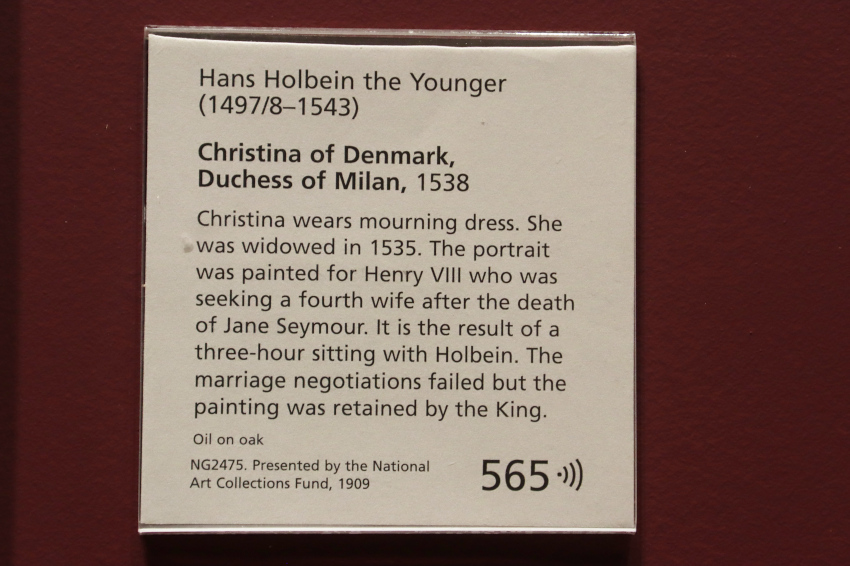 Hans Holbein the Younger
(1497/8–1543)
Christina of Denmark,
Duchess of Milan, 1538
Christina wears mourning dress. She
was widowed in 1535. The portrait
was painted for Henry VIII who was
seeking a fourth wife after the death
of Jane Seymour. It is the result of a
three-hour sitting with Holbein. The
marriage negotiations failed but the
painting was retained by the King.
Oil on oak
NG2475. Presented by the National
Art Collections Fund, 1909
565